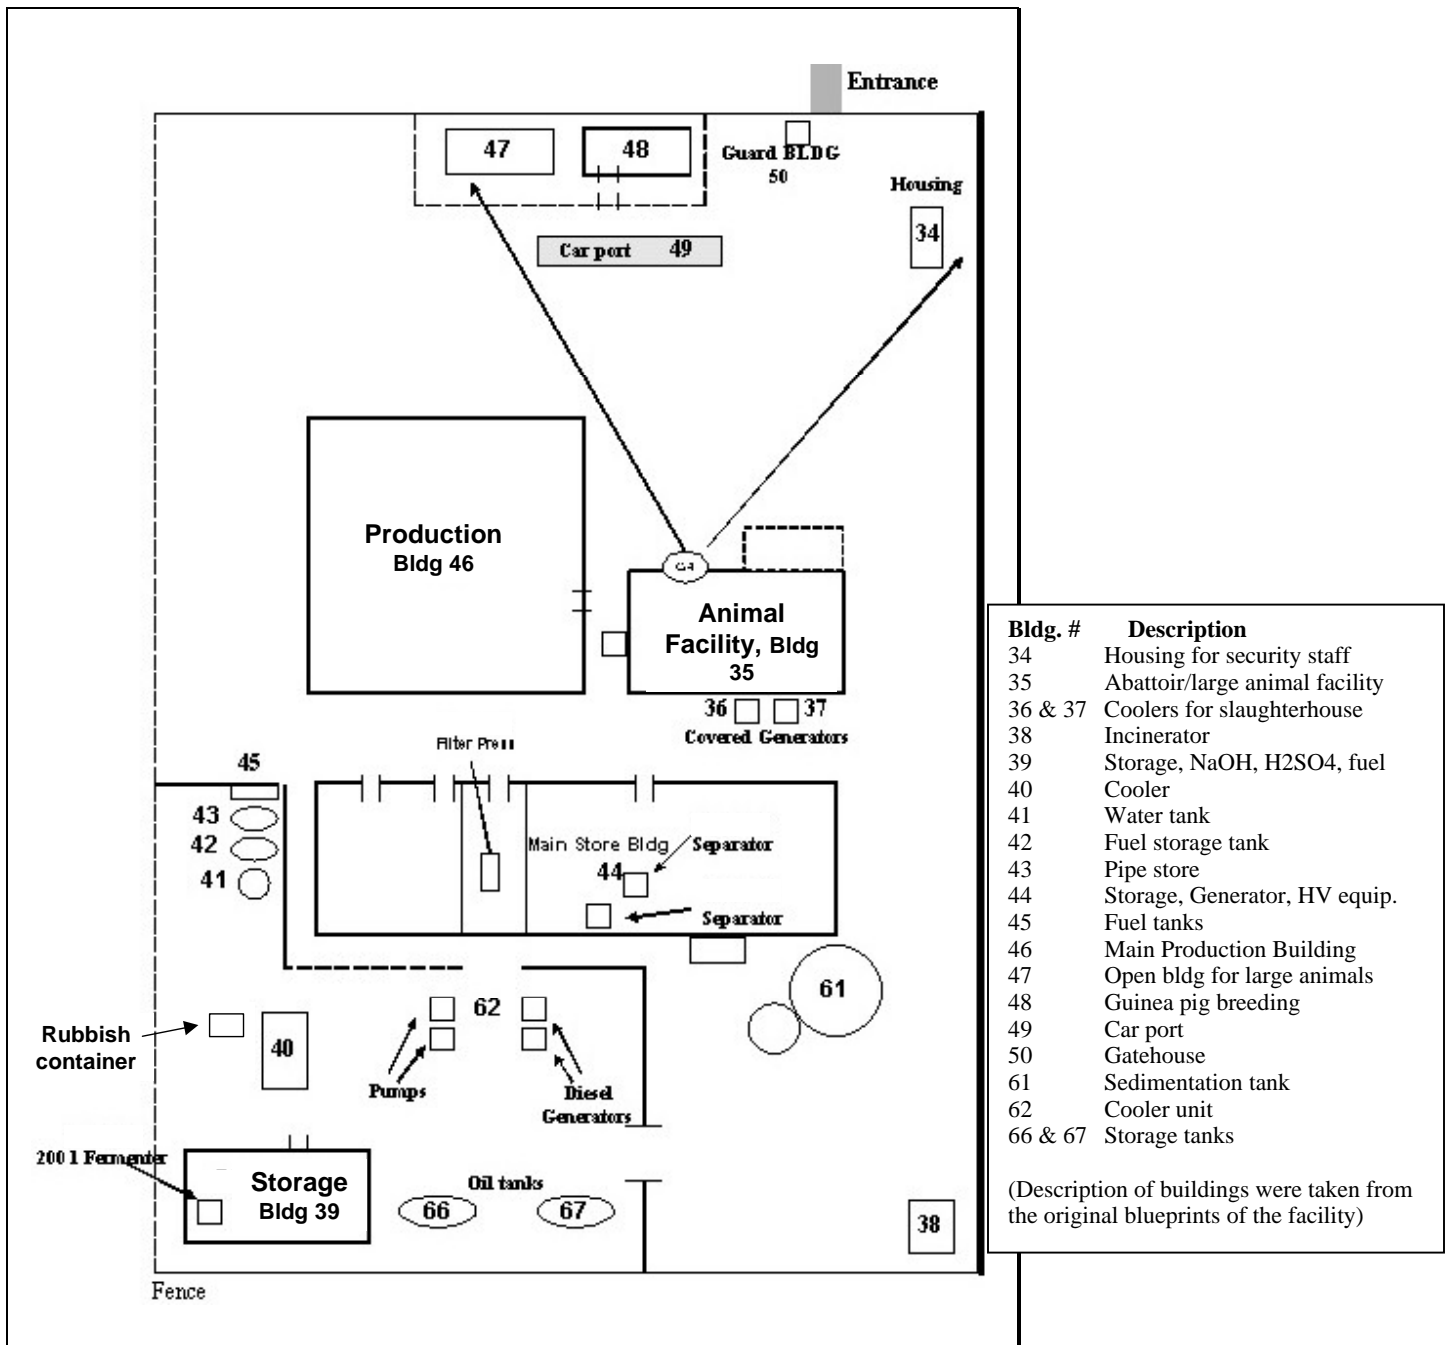 Entrance
47
48
Guard BLDG
50
Housing
34
Car port 49
Production
Bldg 46
G4
Animal
Facility, Bldg
35
36
37
Covered Generators
Filter Press
45
43
42
41
Main Store Bldg
Separator
44
Separator
61
62
Rubbish
container
40
Pumps
Diesel
Generators
200 l Fermenter
Storage
Bldg 39
Oil tanks
66
67
38
Fence
Bldg. # Description
34 Housing for security staff
35 Abattoir/large animal facility
36 & 37 Coolers for slaughterhouse
38 Incinerator
39 Storage, NaOH, H2SO4, fuel
40 Cooler
41 Water tank
42 Fuel storage tank
43 Pipe store
44 Storage, Generator, HV equip.
45 Fuel tanks
46 Main Production Building
47 Open bldg for large animals
48 Guinea pig breeding
49 Car port
50 Gatehouse
61 Sedimentation tank
62 Cooler unit
66 & 67 Storage tanks
(Description of buildings were taken from
the original blueprints of the facility)